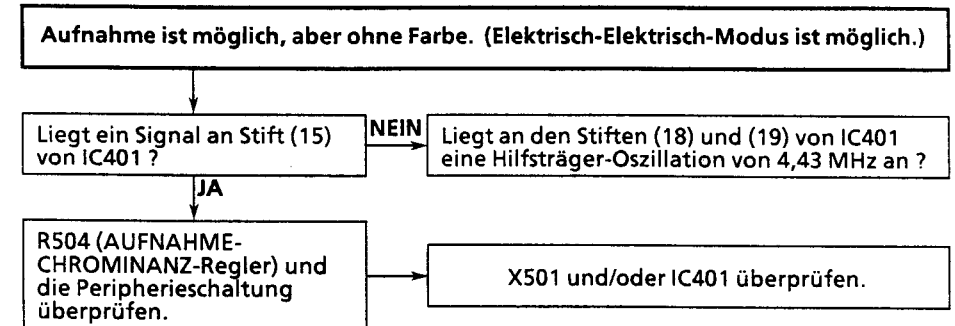 Aufnahme ist möglich, aber ohne Farbe. (Elektrisch-Elektrisch-Modus ist möglich.)
Liegt ein Signal an Stift (15)
von IC401 ?
NEIN
Liegt an den Stiften (18) und (19) von IC401
eine Hilfsträger-Oszillation von 4,43 MHz an ?
JA
R504 (AUFNAHME-
CHROMINANZ-Regler) und
die Peripherieschaltung
überprüfen.
X501 und/oder IC401 überprüfen.